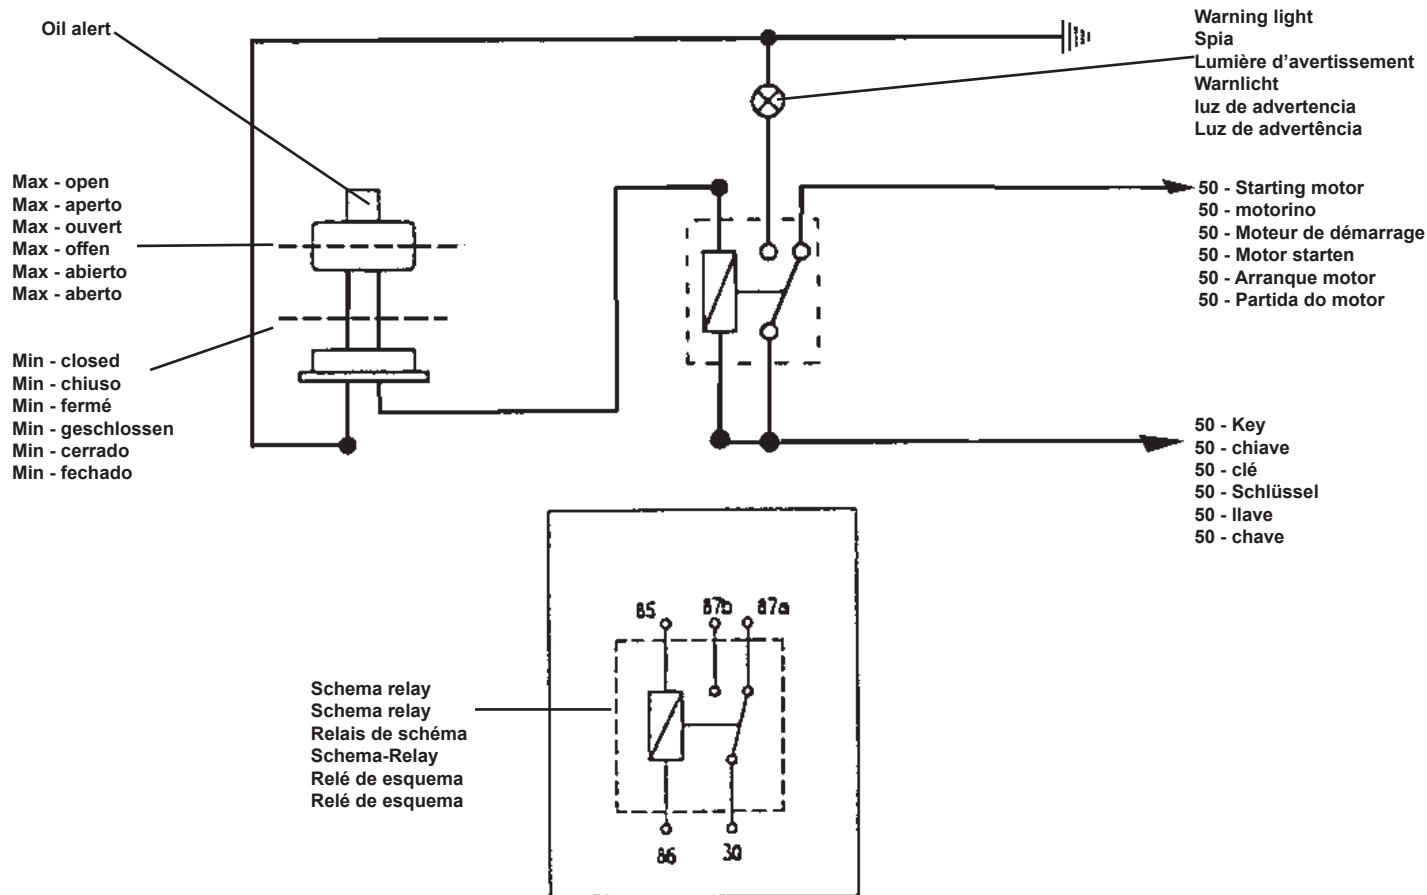 Oil alert
Warning light
Spia
Lumière d'avertissement
Warnlicht
luz de advertencia
Luz de advertência
Max - open
Max - aperto
Max - ouvert
Max - offen
Max - abierto
Max - aberto
50 - Starting motor
50 - motorino
50 - Moteur de démarrage
50 - Motor starten
50 - Arranque motor
50 - Partida do motor
Min - closed
Min - chiuso
Min - fermé
Min - geschlossen
Min - cerrado
Min - fechado
50 - Key
50 - chiave
50 - clé
50 - Schlüssel
50 - llave
50 - chave
85 87b 87a
Schema relay
Schema relay
Relais de schéma
Schema-Relay
Relé de esquema
Relé de esquema
86 30